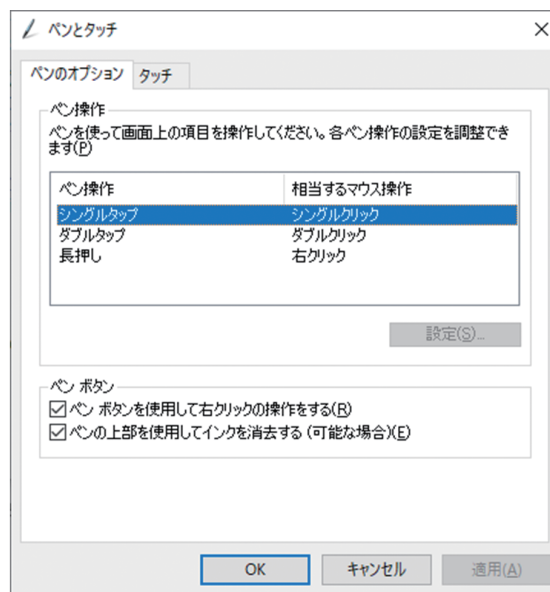 ペンとタッチ
ペンのオプション タッチ
ペン操作
ペンを使って画面上の項目を操作してください。各ペン操作の設定を調整でき
ます(P)
ペン操作 相当するマウス操作
シングルタップ シングルクリック
ダブルタップ ダブルクリック
長押し 右クリック
設定(S)...
ペン ボタン
ペン ボタンを使用して右クリックの操作をする(R)
ペンの上部を使用してインクを消去する (可能な場合)(E)
OK キャンセル 適用(A)